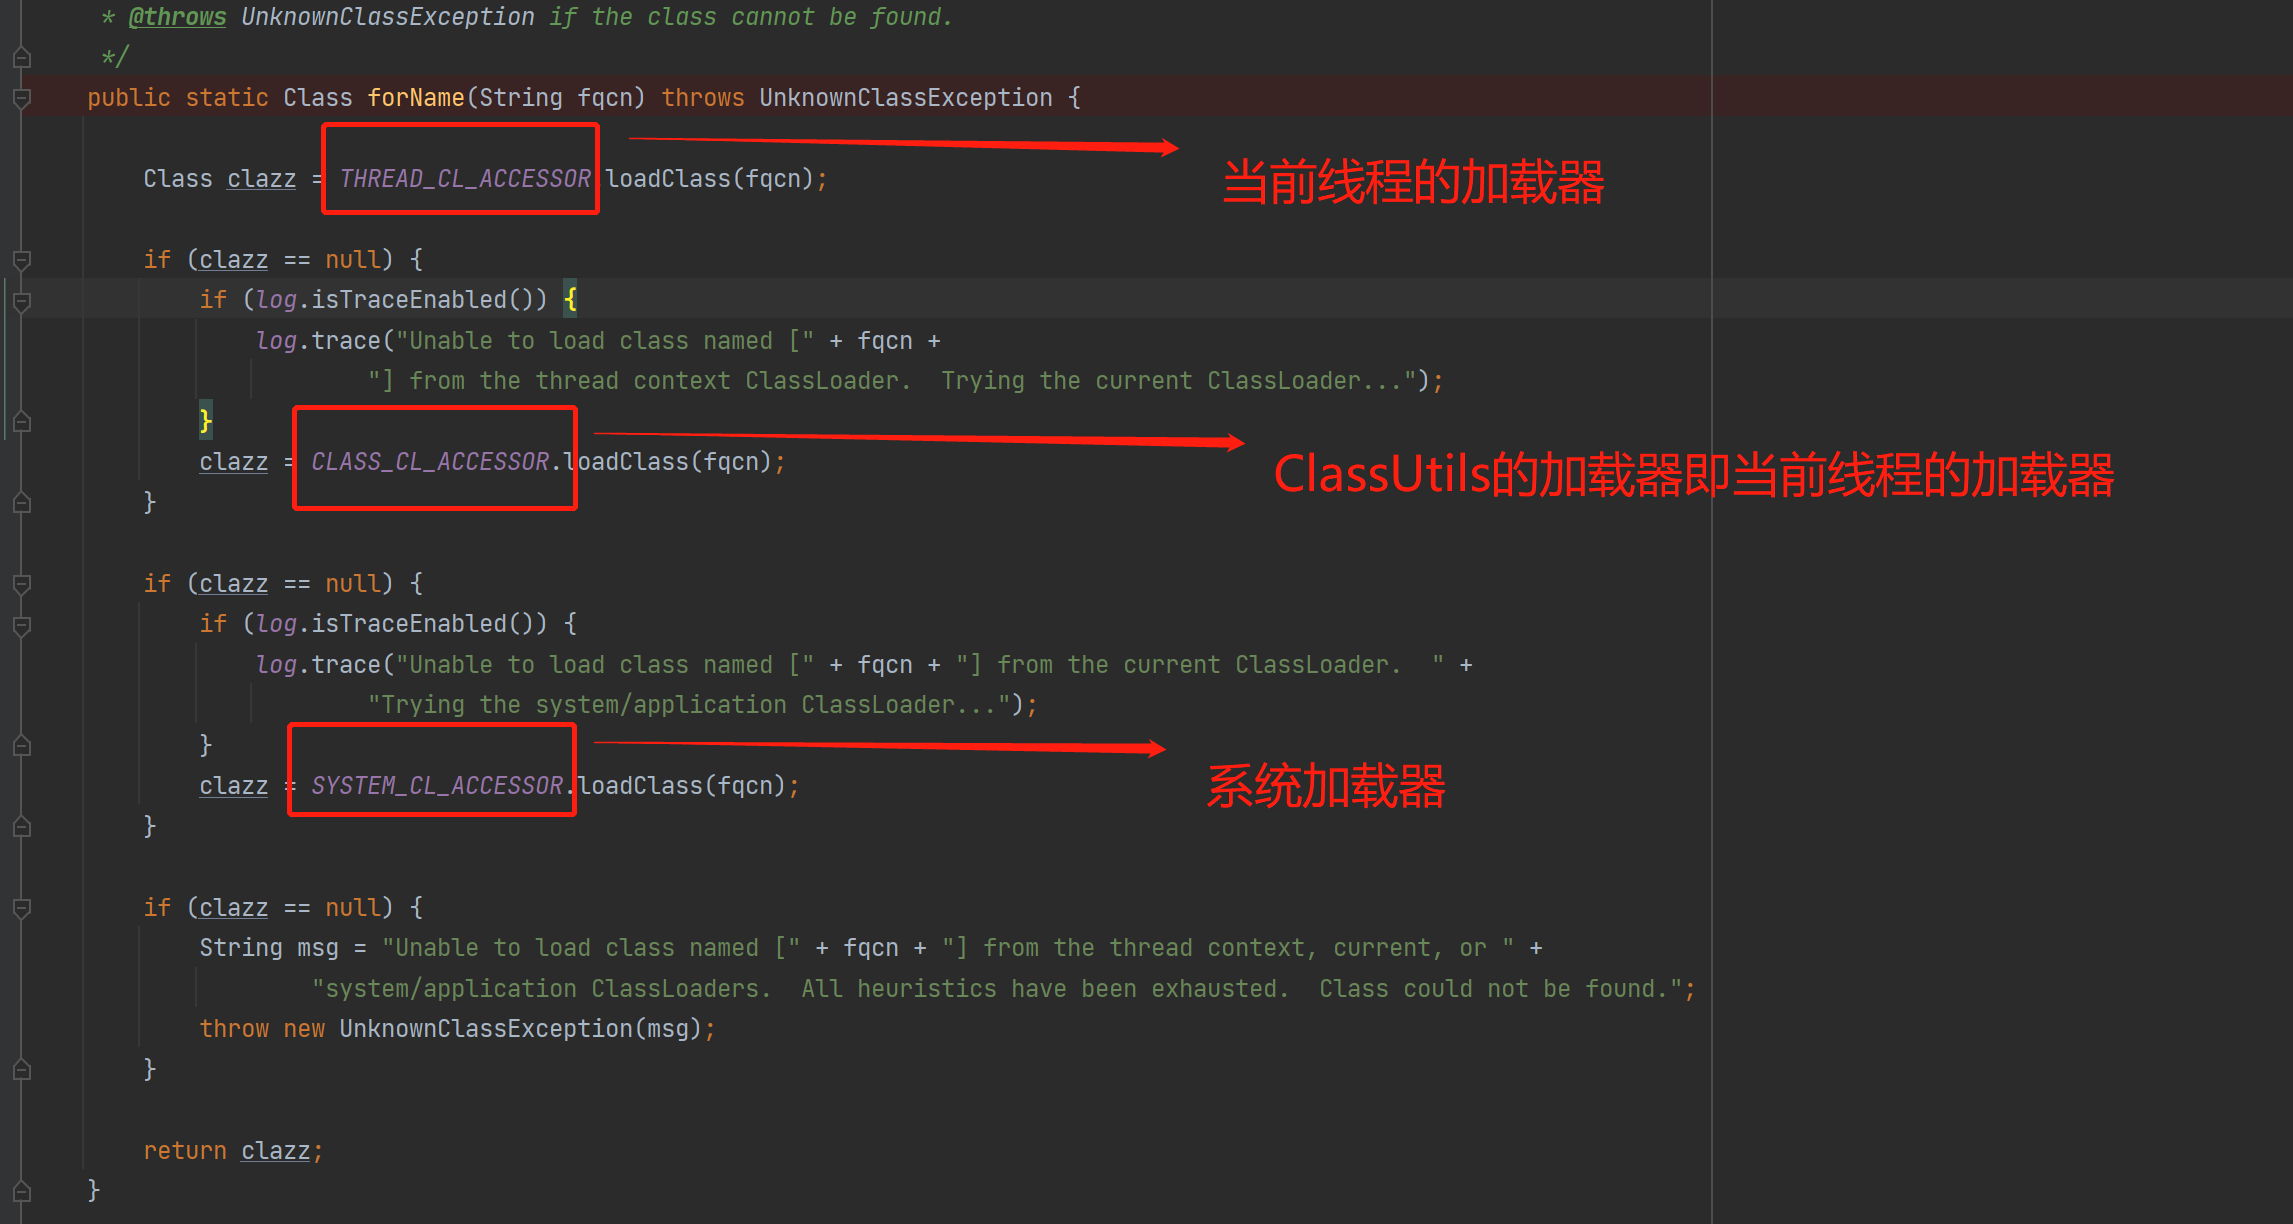 * @throws UnknownClassException if the class cannot be found.
*/
public static Class forName(String fqcn) throws UnknownClassException {
Class clazz = THREAD_CL_ACCESSOR.loadClass(fqcn);
当前线程的加载器
if (clazz == null) {
if (log.isTraceEnabled()) {
log.trace("Unable to load class named [" + fqcn +
"] from the thread context ClassLoader.  Trying the current ClassLoader...");
}
clazz = CLASS_CL_ACCESSOR.loadClass(fqcn);
ClassUtils的加载器即当前线程的加载器
}
if (clazz == null) {
if (log.isTraceEnabled()) {
log.trace("Unable to load class named [" + fqcn + "] from the current ClassLoader.  " +
"Trying the system/application ClassLoader...");
}
clazz = SYSTEM_CL_ACCESSOR.loadClass(fqcn);
系统加载器
}
if (clazz == null) {
String msg = "Unable to load class named [" + fqcn + "] from the thread context, current, or " +
"system/application ClassLoaders.  All heuristics have been exhausted.  Class could not be found.";
throw new UnknownClassException(msg);
}
return clazz;
}